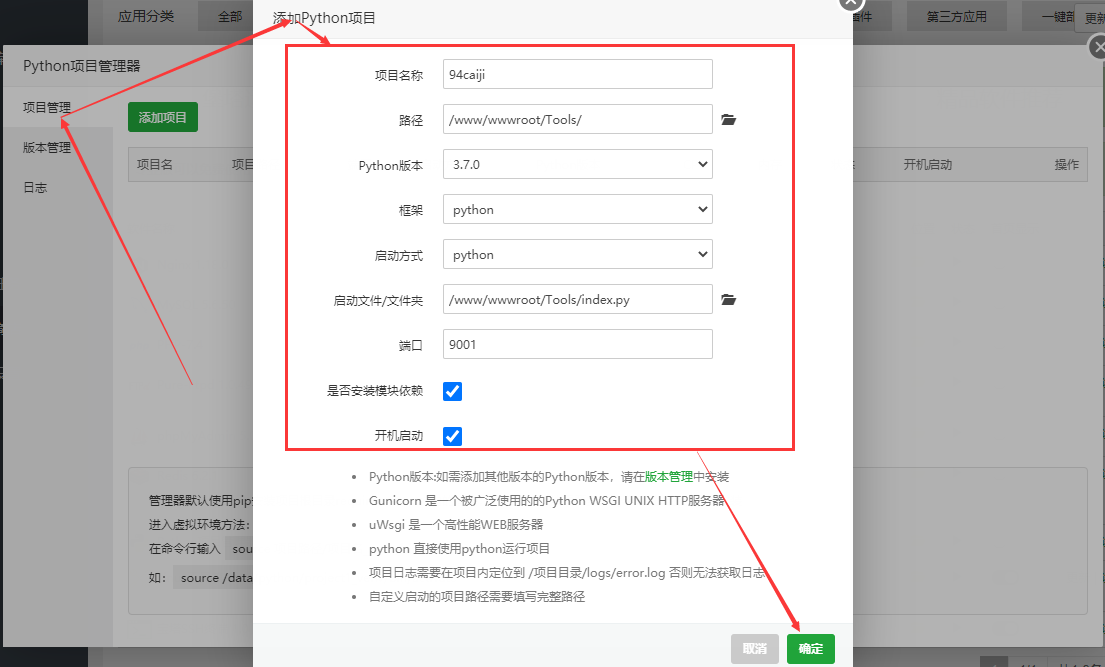 应用分类
全部
添加Python项目
件
第三方应用
一键部
更新
Python项目管理器
项目管理
版本管理
日志
添加项目
项目名
项目
开机启动
操作
项目名称
94caiji
路径
/www/wwwroot/Tools/
Python版本
3.7.0
框架
python
启动方式
python
启动文件/文件夹
/www/wwwroot/Tools/index.py
端口
9001
是否安装模块依赖
开机启动
Python版本:如需添加其他版本的Python版本，请在版本管理中安装
Gunicorn 是一个被广泛使用的的Python WSGI UNIX HTTP服务器
uWsgi 是一个高性能WEB服务器
python 直接使用python运行项目
项目日志需要在项目内定位到 /项目目录/logs/error.log 否则无法获取日志
自定义启动的项目路径需要填写完整路径
管理器默认使用pip
进入虚拟环境方法：
在命令行输入 sou
如： source /data
取消
确定